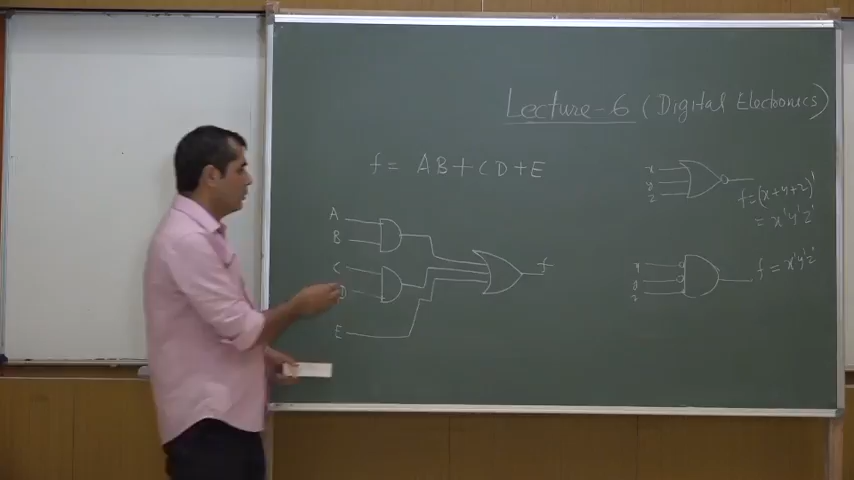 Lecture-6 (Digital Electronics)
f = AB + CD + E
A
B
C
D
E
f
x
y
z
f = (x+y+z)'
= x'y'z'
x
y
z
f = x'y'z'